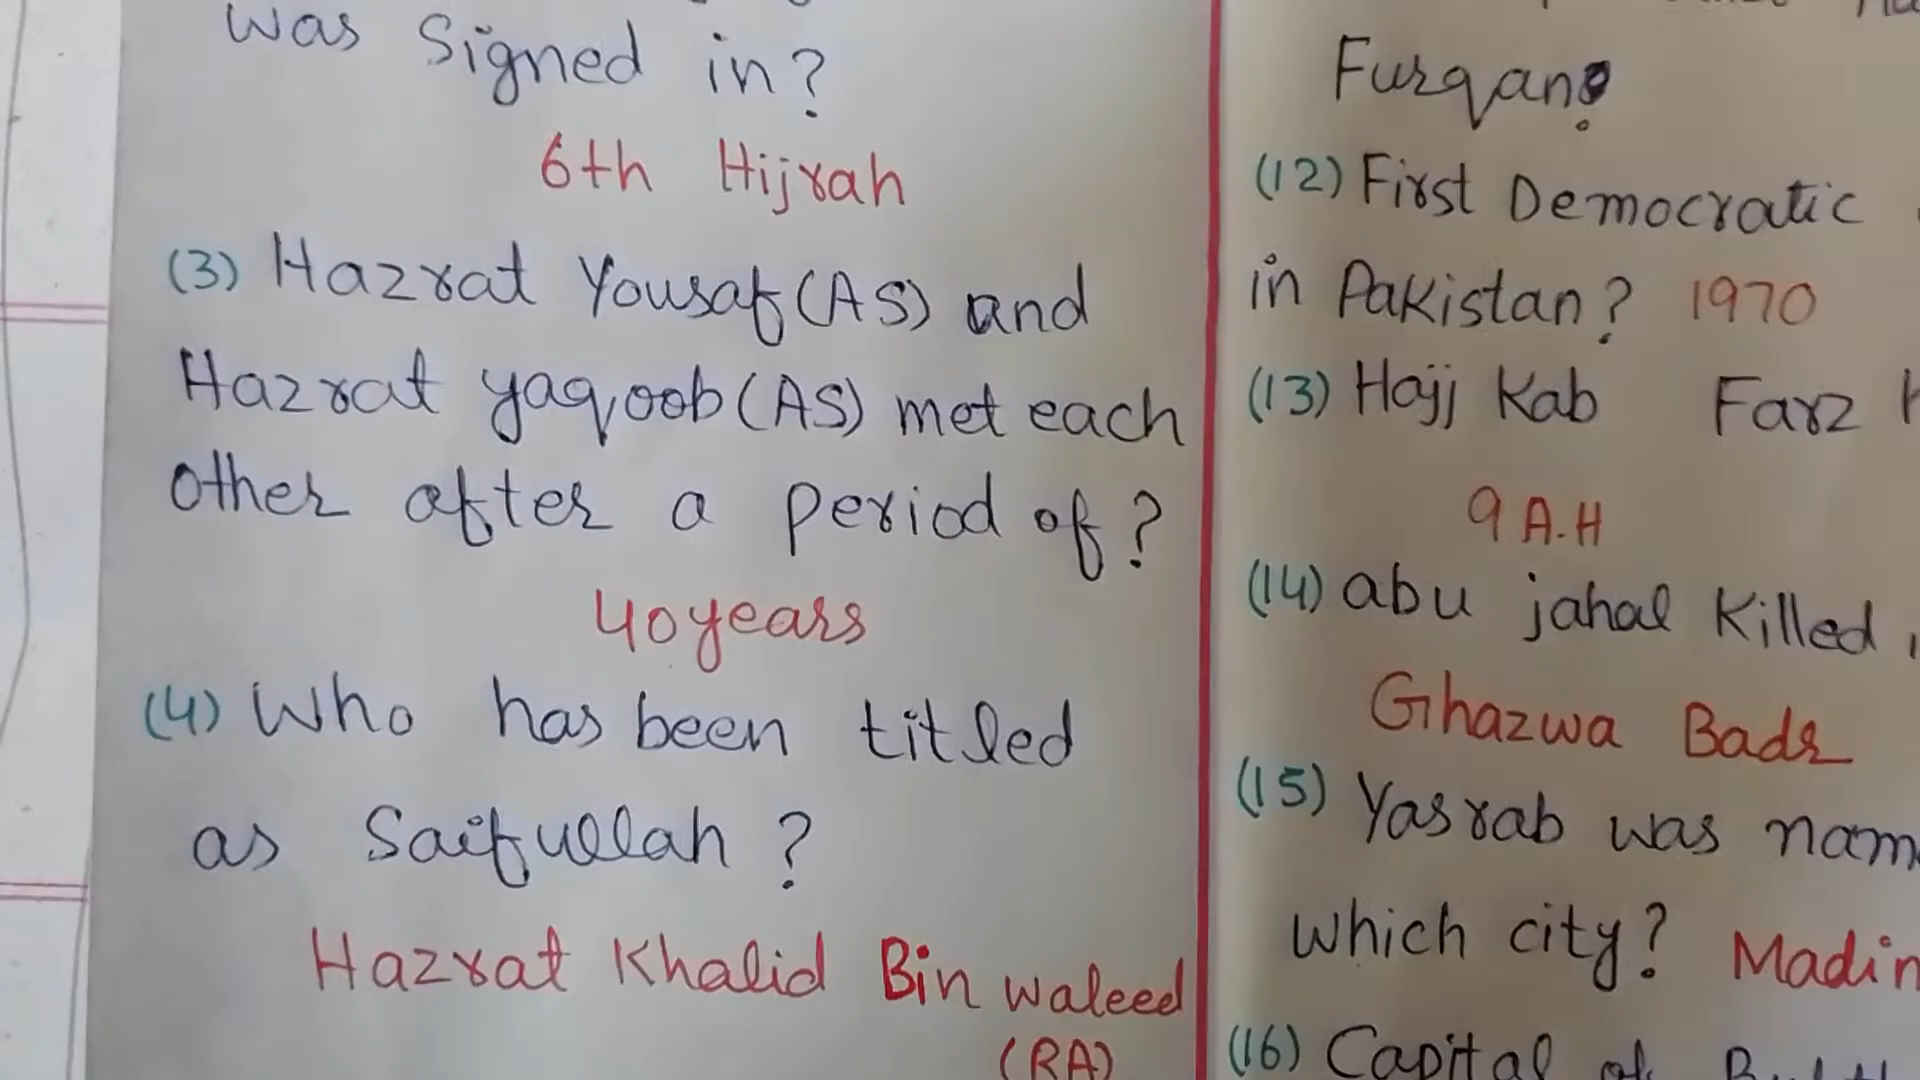 was Signed in?
6th Hijrah
(3) Hazrat Yousaf(AS) and
Hazrat yaqoob(AS) met each
other after a period of?
40years
(4) Who has been titled
as Saifullah?
Hazrat Khalid Bin waleed
(RA)
Furqan?
(12) First Democratic
in Pakistan? 1970
(13) Hajj Kab Farz
9 A.H
(14) abu jahal Killed
Ghazwa Badr
(15) Yasrab was nam
which city? Madin
(16) Capital of